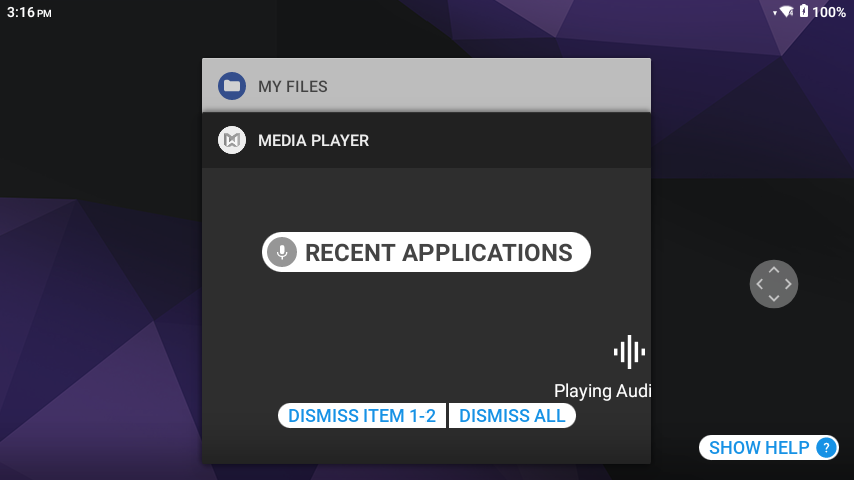 3:16 PM
100%
MY FILES
MEDIA PLAYER
RECENT APPLICATIONS
Playing Audi
DISMISS ITEM 1-2
DISMISS ALL
SHOW HELP ?